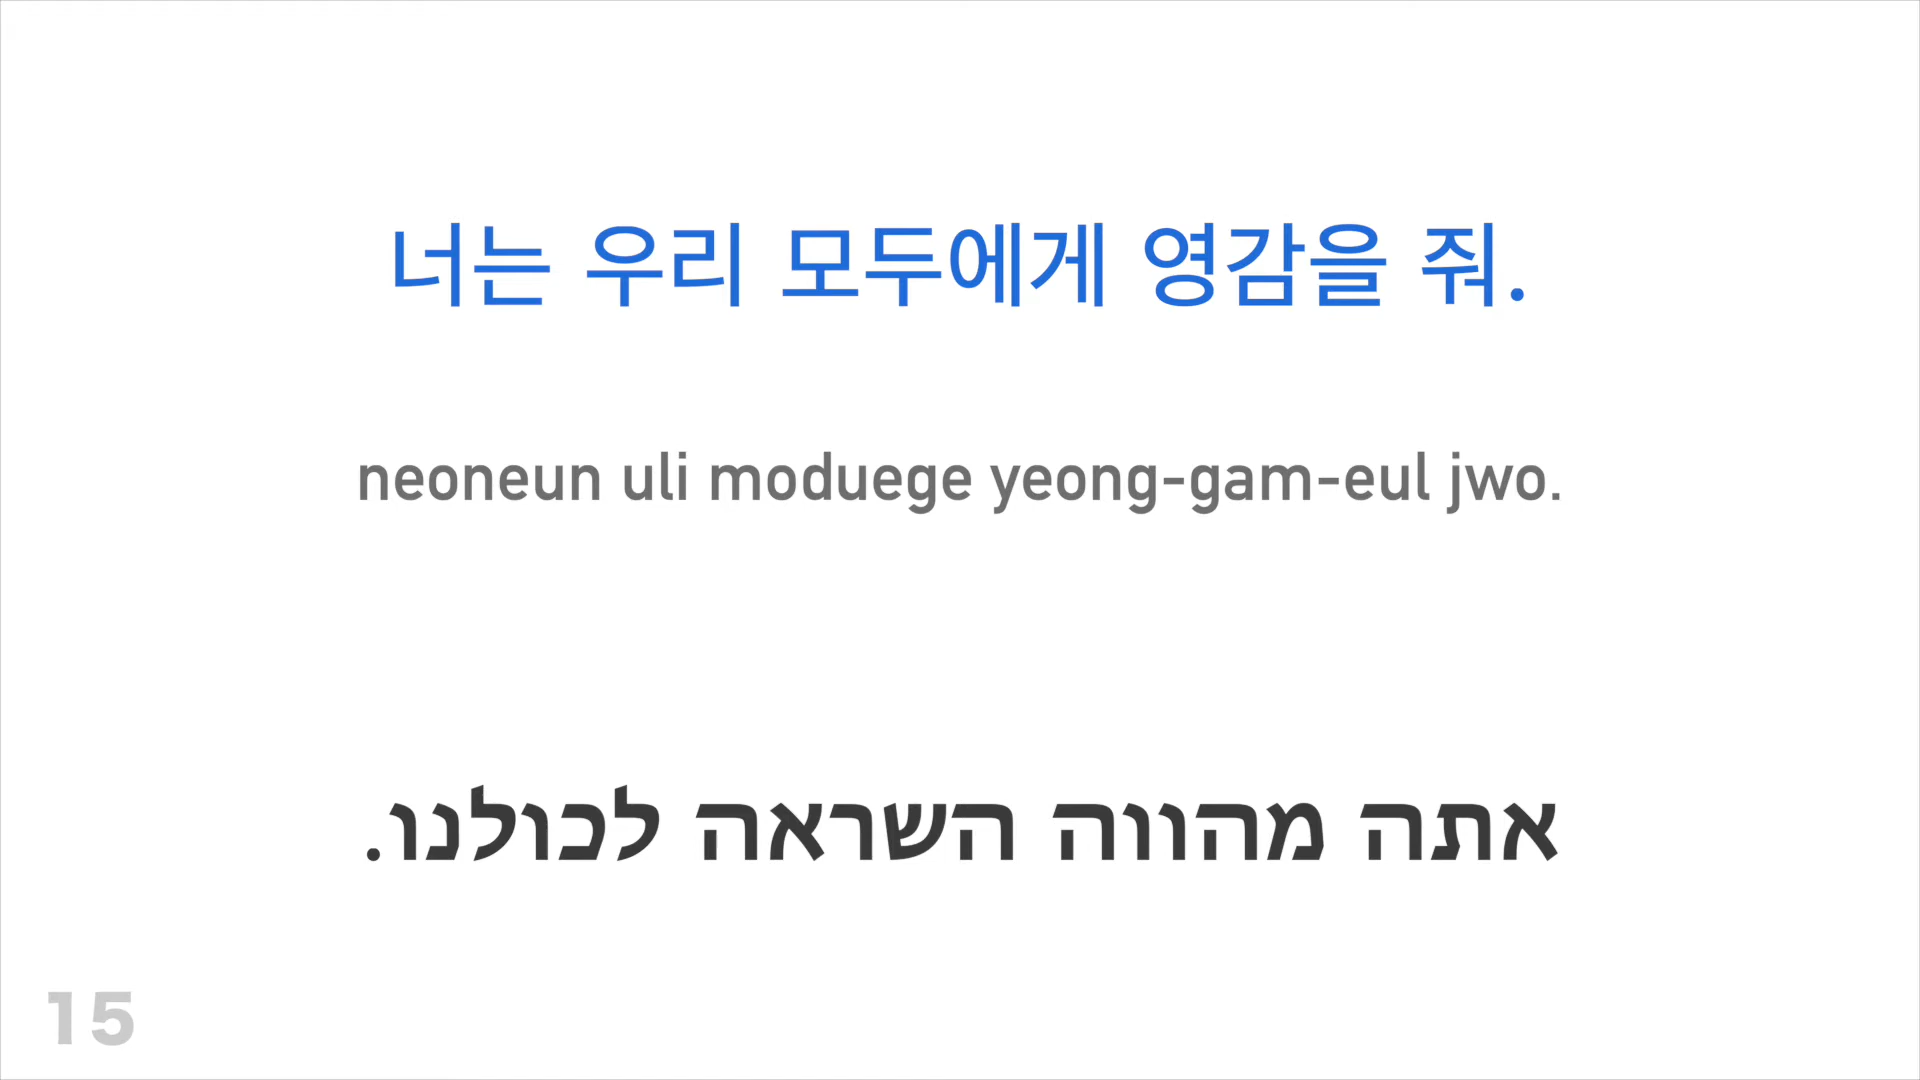 너는 우리 모두에게 영감을 줘.
neoneun uli moduege yeong-gam-eul jwo.
אתה מהווה השראה לכולנו.
15